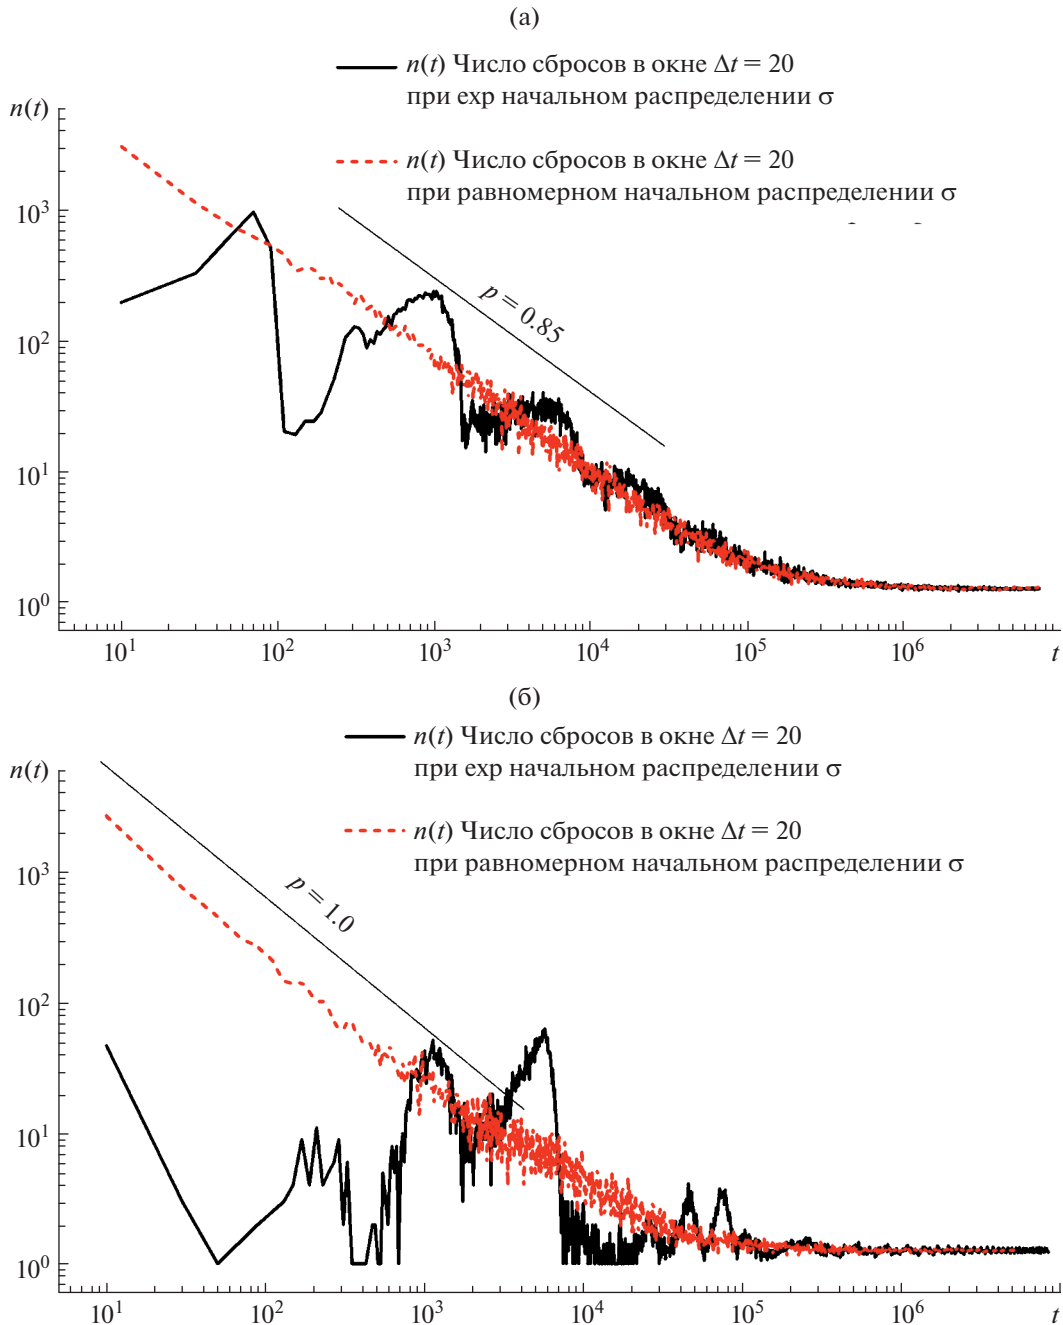 (а)
n(t) Число сбросов в окне Δt = 20
при exp начальном распределении σ
n(t)
n(t) Число сбросов в окне Δt = 20
при равномерном начальном распределении σ
10³
p = 0.85
10²
10¹
10⁰
10¹ 10² 10³ 10⁴ 10⁵ 10⁶ t
(б)
n(t) Число сбросов в окне Δt = 20
при exp начальном распределении σ
n(t)
n(t) Число сбросов в окне Δt = 20
при равномерном начальном распределении σ
10³
p = 1.0
10²
10¹
10⁰
10¹ 10² 10³ 10⁴ 10⁵ 10⁶ t